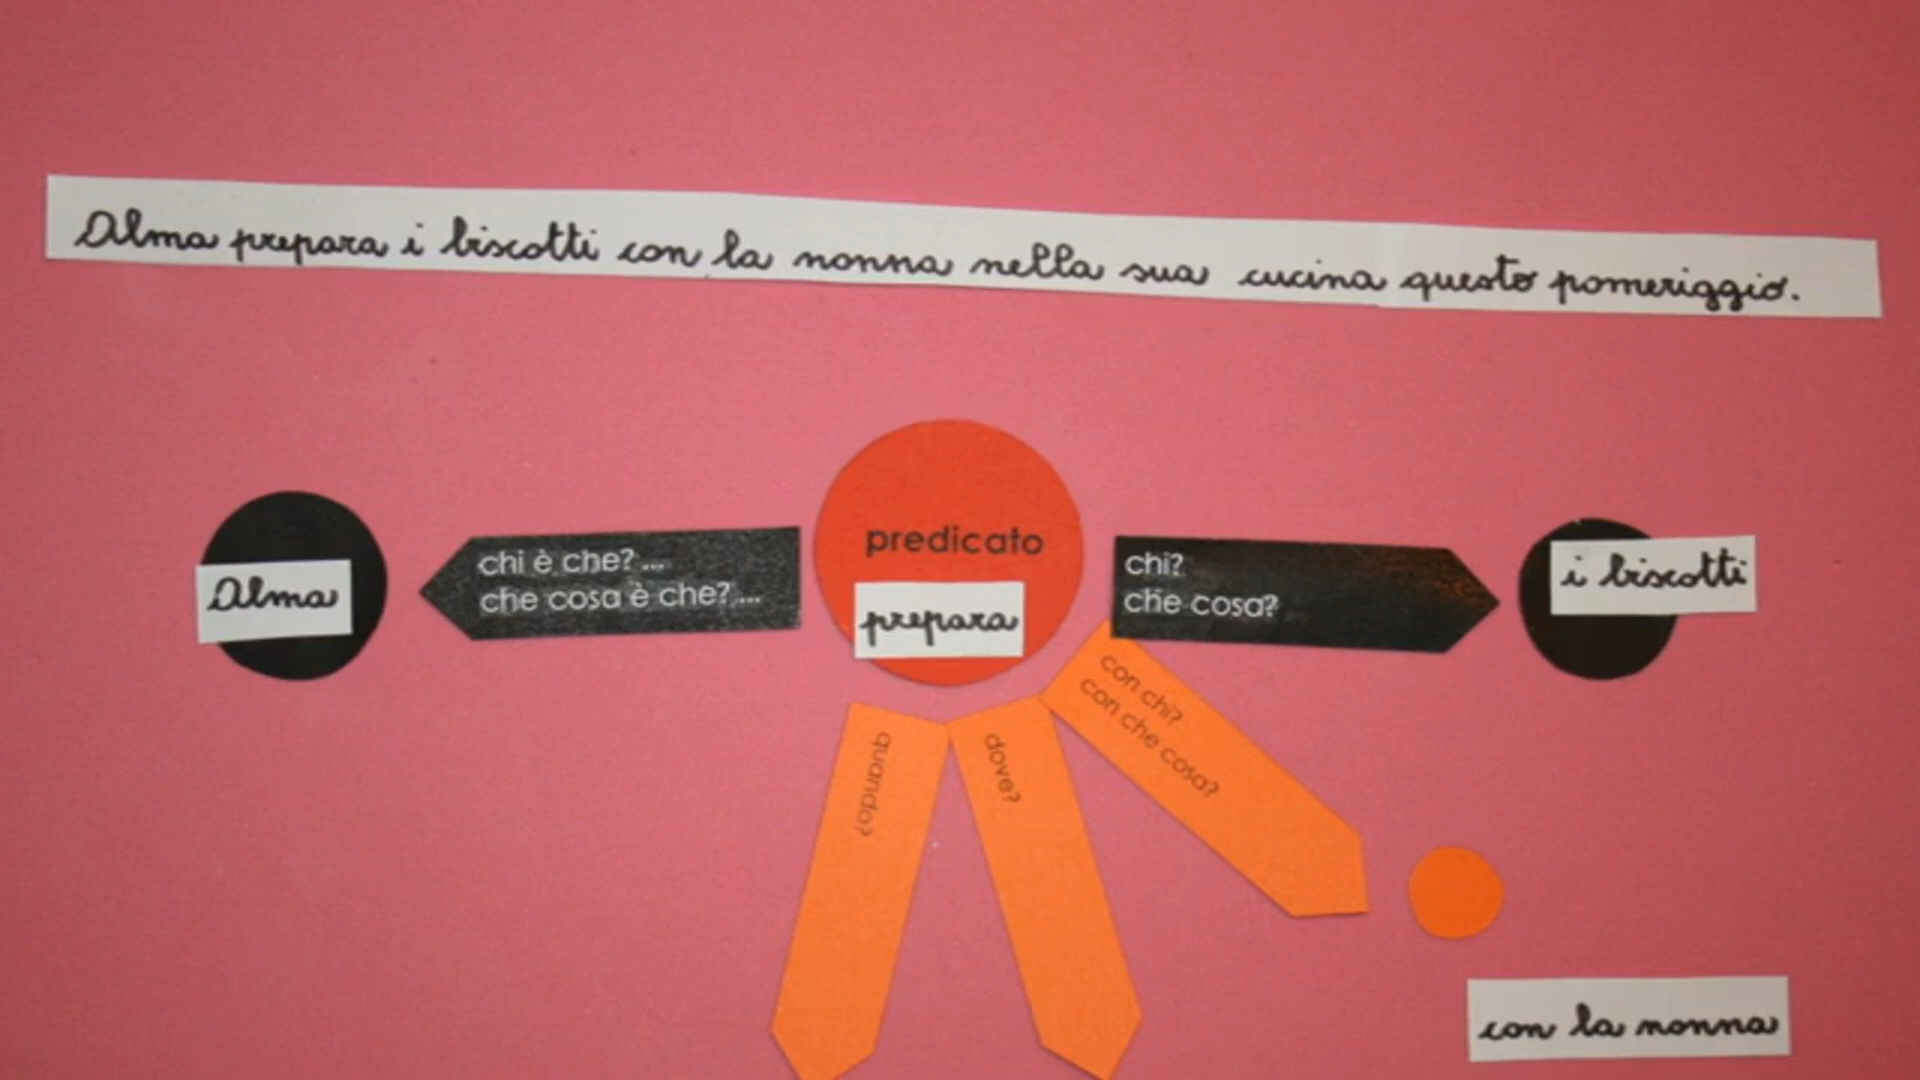 Alma prepara i biscotti con la nonna nella sua cucina questo pomeriggio.
Alma
chi è che? ...
che cosa è che? ...
predicato
prepara
chi?
che cosa?
i biscotti
quando?
dove?
con chi?
con che cosa?
con la nonna